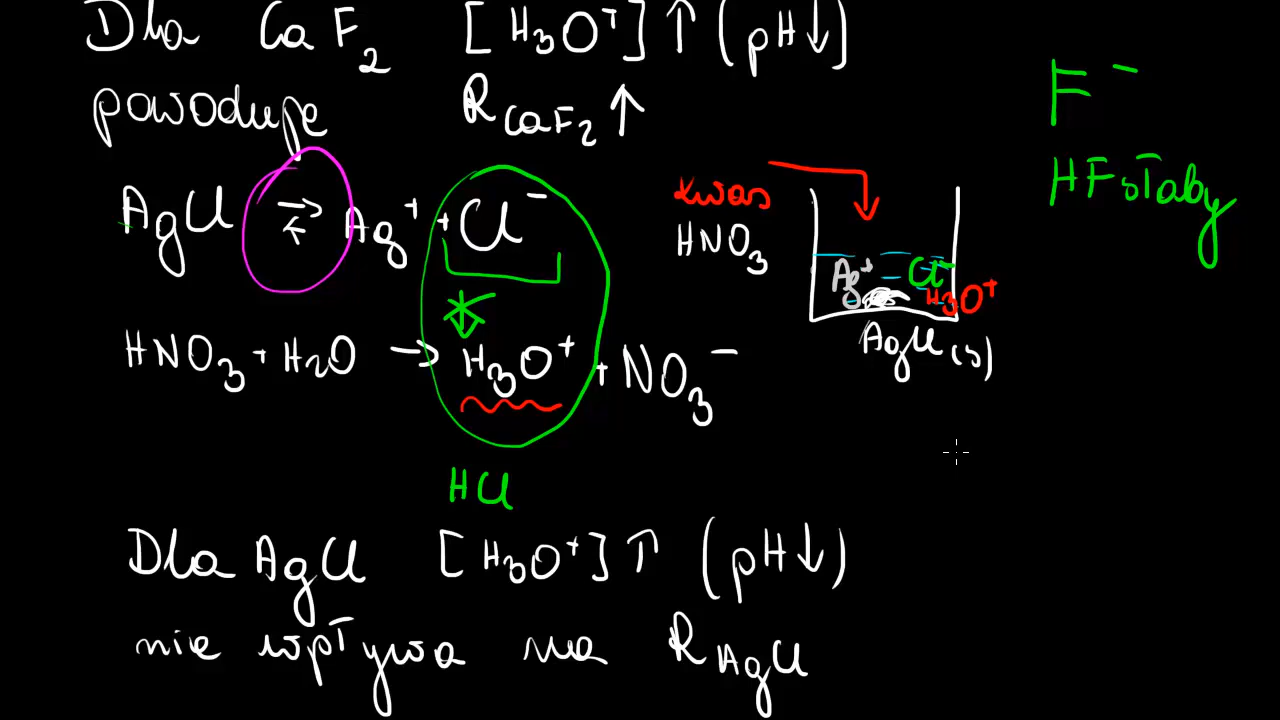 Dla CaF₂ [H₃O⁺]↑ (pH↓)
powoduje R CaF₂ ↑
F⁻
HF słaby
AgCl ⇄ Ag⁺ + Cl⁻
kwas
HNO₃
Ag⁺ Cl⁻
H₃O⁺
AgCl(s)
HNO₃ + H₂O → H₃O⁺ + NO₃⁻
HCl
Dla AgCl [H₃O⁺]↑ (pH↓)
nie wpływa na R AgCl